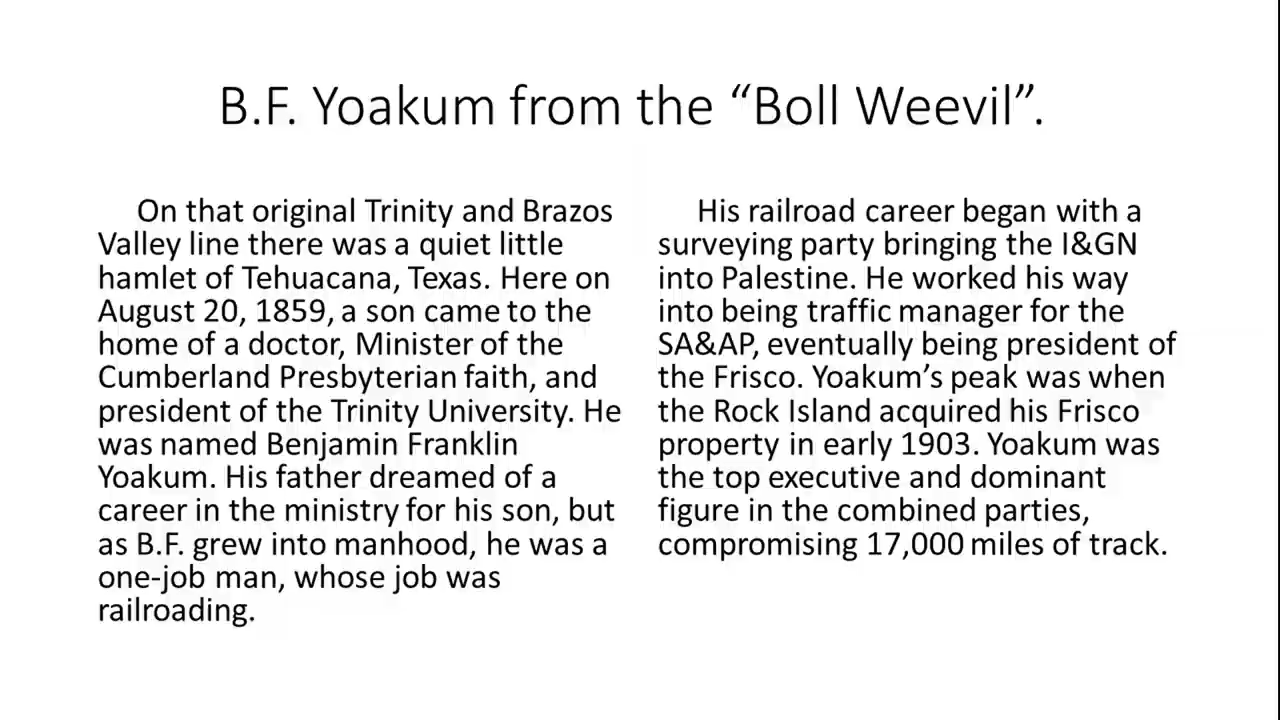 B.F. Yoakum from the “Boll Weevil”.
On that original Trinity and Brazos
Valley line there was a quiet little
hamlet of Tehuacana, Texas. Here on
August 20, 1859, a son came to the
home of a doctor, Minister of the
Cumberland Presbyterian faith, and
president of the Trinity University. He
was named Benjamin Franklin
Yoakum. His father dreamed of a
career in the ministry for his son, but
as B.F. grew into manhood, he was a
one-job man, whose job was
railroading.
His railroad career began with a
surveying party bringing the I&GN
into Palestine. He worked his way
into being traffic manager for the
SA&AP, eventually being president of
the Frisco. Yoakum’s peak was when
the Rock Island acquired his Frisco
property in early 1903. Yoakum was
the top executive and dominant
figure in the combined parties,
compromising 17,000 miles of track.